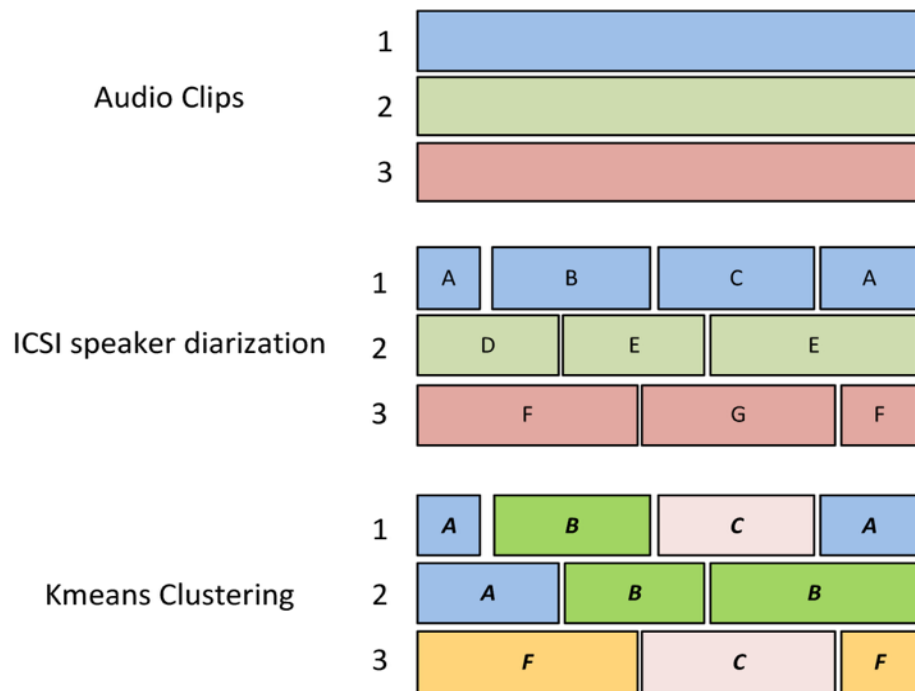 1
Audio Clips 2
3
1 A B C A
ICSI speaker diarization 2 D E E
3 F G F
1 A B C A
Kmeans Clustering 2 A B B
3 F C F